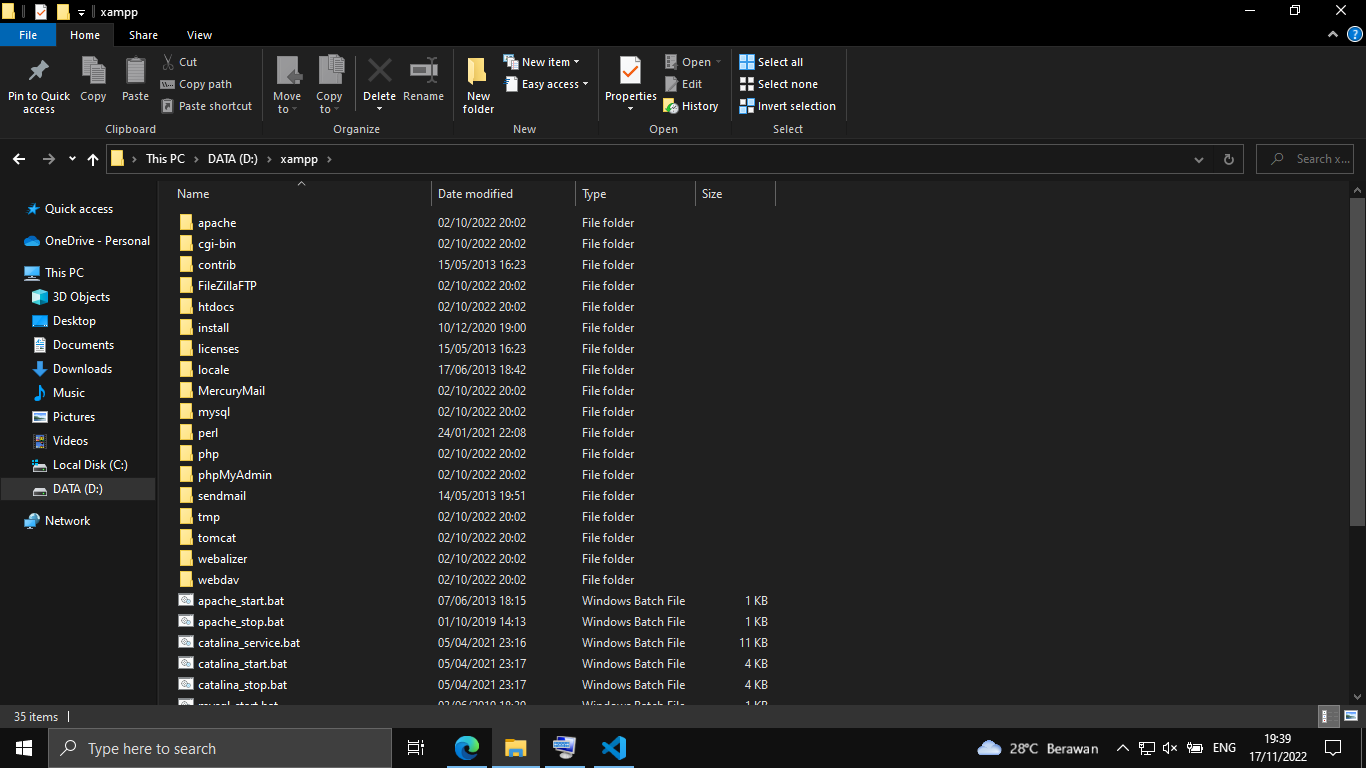 xampp
File Home Share View
Pin to Quick access
Copy
Paste
Cut
Copy path
Paste shortcut
Clipboard
Move to
Copy to
Delete
Rename
Organize
New folder
New item
Easy access
New
Properties
Open
Edit
History
Open
Select all
Select none
Invert selection
Select
This PC > DATA (D:) > xampp >
Search x...
Quick access
OneDrive - Personal
This PC
3D Objects
Desktop
Documents
Downloads
Music
Pictures
Videos
Local Disk (C:)
DATA (D:)
Network
Name Date modified Type Size
apache 02/10/2022 20:02 File folder
cgi-bin 02/10/2022 20:02 File folder
contrib 15/05/2013 16:23 File folder
FileZillaFTP 02/10/2022 20:02 File folder
htdocs 02/10/2022 20:02 File folder
install 10/12/2020 19:00 File folder
licenses 15/05/2013 16:23 File folder
locale 17/06/2013 18:42 File folder
MercuryMail 02/10/2022 20:02 File folder
mysql 02/10/2022 20:02 File folder
perl 24/01/2021 22:08 File folder
php 02/10/2022 20:02 File folder
phpMyAdmin 02/10/2022 20:02 File folder
sendmail 14/05/2013 19:51 File folder
tmp 02/10/2022 20:02 File folder
tomcat 02/10/2022 20:02 File folder
webalizer 02/10/2022 20:02 File folder
webdav 02/10/2022 20:02 File folder
apache_start.bat 07/06/2013 18:15 Windows Batch File 1 KB
apache_stop.bat 01/10/2019 14:13 Windows Batch File 1 KB
catalina_service.bat 05/04/2021 23:16 Windows Batch File 11 KB
catalina_start.bat 05/04/2021 23:17 Windows Batch File 4 KB
catalina_stop.bat 05/04/2021 23:17 Windows Batch File 4 KB
35 items
Type here to search
28°C Berawan
ENG
19:39
17/11/2022